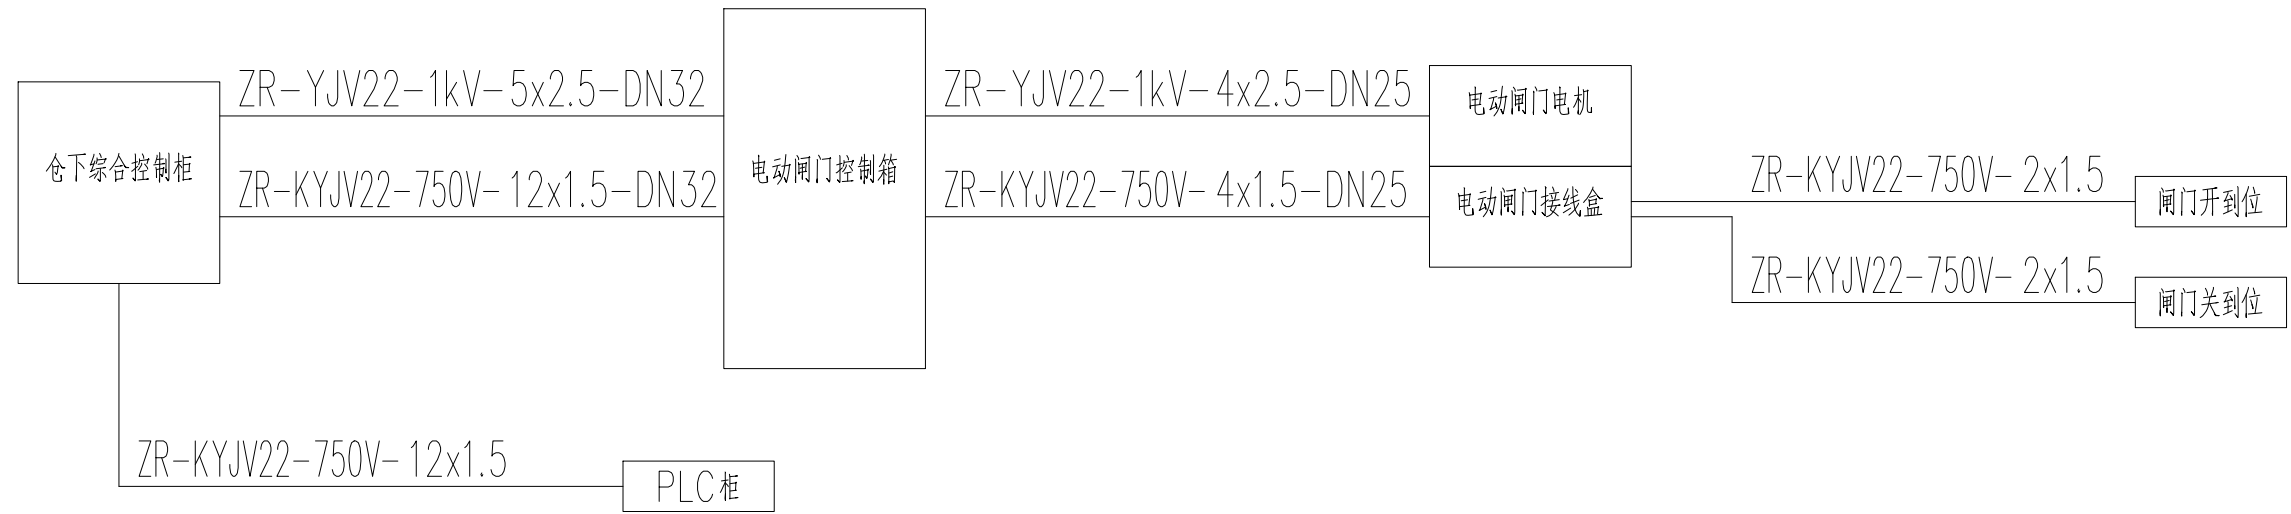 ZR-YJV22-1kV-5x2.5-DN32
ZR-YJV22-1kV-4x2.5-DN25
电动闸门电机
仓下综合控制柜
电动闸门控制箱
ZR-KYJV22-750V-12x1.5-DN32
ZR-KYJV22-750V-4x1.5-DN25
电动闸门接线盒
ZR-KYJV22-750V-2x1.5
闸门开到位
ZR-KYJV22-750V-2x1.5
闸门关到位
ZR-KYJV22-750V-12x1.5
PLC柜